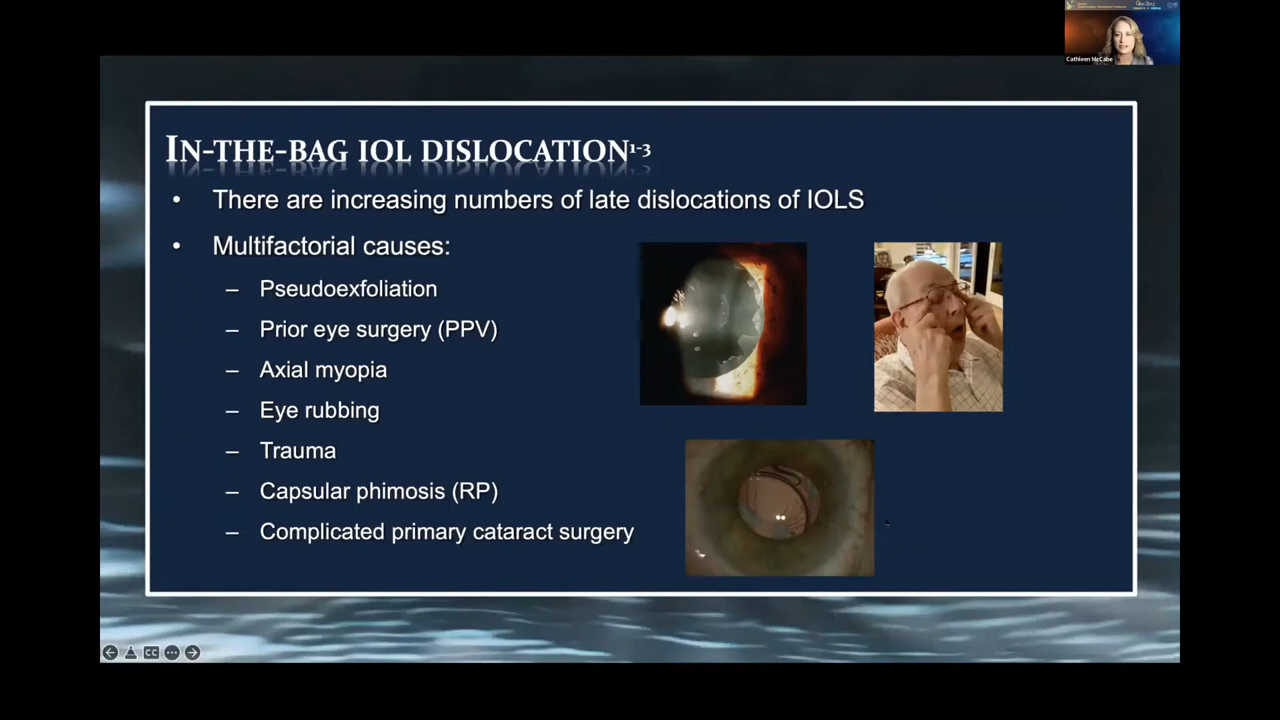 Cathleen McCabe
IN-THE-BAG IOL DISLOCATION1-3
• There are increasing numbers of late dislocations of IOLS
• Multifactorial causes:
– Pseudoexfoliation
– Prior eye surgery (PPV)
– Axial myopia
– Eye rubbing
– Trauma
– Capsular phimosis (RP)
– Complicated primary cataract surgery
CC